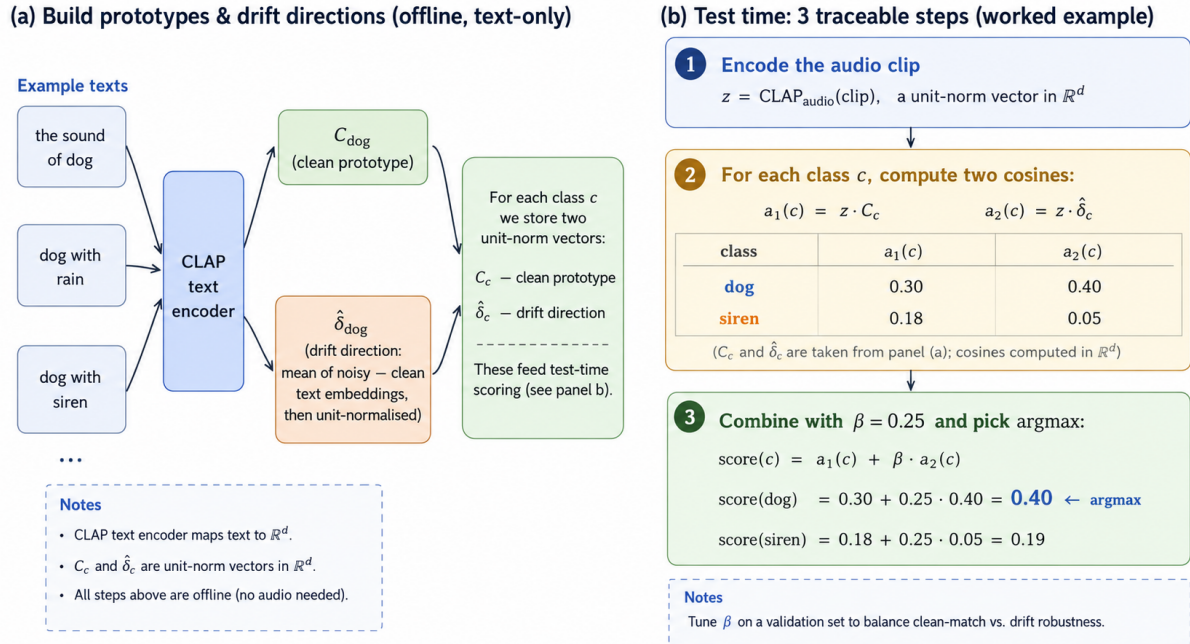 (a) Build prototypes & drift directions (offline, text-only)
Example texts
the sound
of dog
dog with
rain
dog with
siren
...
CLAP
text
encoder
C_dog
(clean prototype)
δ̂_dog
(drift direction:
mean of noisy — clean
text embeddings,
then unit-normalised)
For each class c
we store two
unit-norm vectors:
C_c – clean prototype
δ̂_c – drift direction
These feed test-time
scoring (see panel b).
Notes
• CLAP text encoder maps text to ℝ^d.
• C_c and δ̂_c are unit-norm vectors in ℝ^d.
• All steps above are offline (no audio needed).
(b) Test time: 3 traceable steps (worked example)
1 Encode the audio clip
z = CLAP_audio(clip), a unit-norm vector in ℝ^d
2 For each class c, compute two cosines:
a₁(c) = z · C_c a₂(c) = z · δ̂_c
class a₁(c) a₂(c)
dog 0.30 0.40
siren 0.18 0.05
(C_c and δ̂_c are taken from panel (a); cosines computed in ℝ^d)
3 Combine with β = 0.25 and pick argmax:
score(c) = a₁(c) + β · a₂(c)
score(dog) = 0.30 + 0.25 · 0.40 = 0.40 ← argmax
score(siren) = 0.18 + 0.25 · 0.05 = 0.19
Notes
Tune β on a validation set to balance clean-match vs. drift robustness.